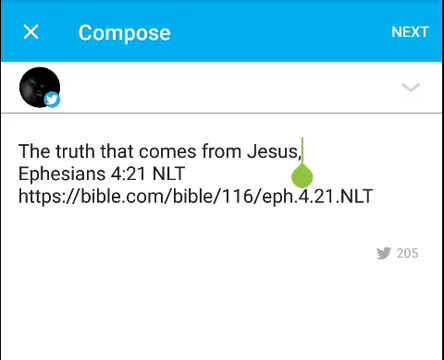 Compose
NEXT
The truth that comes from Jesus,
Ephesians 4:21 NLT
https://bible.com/bible/116/eph.4.21.NLT
205